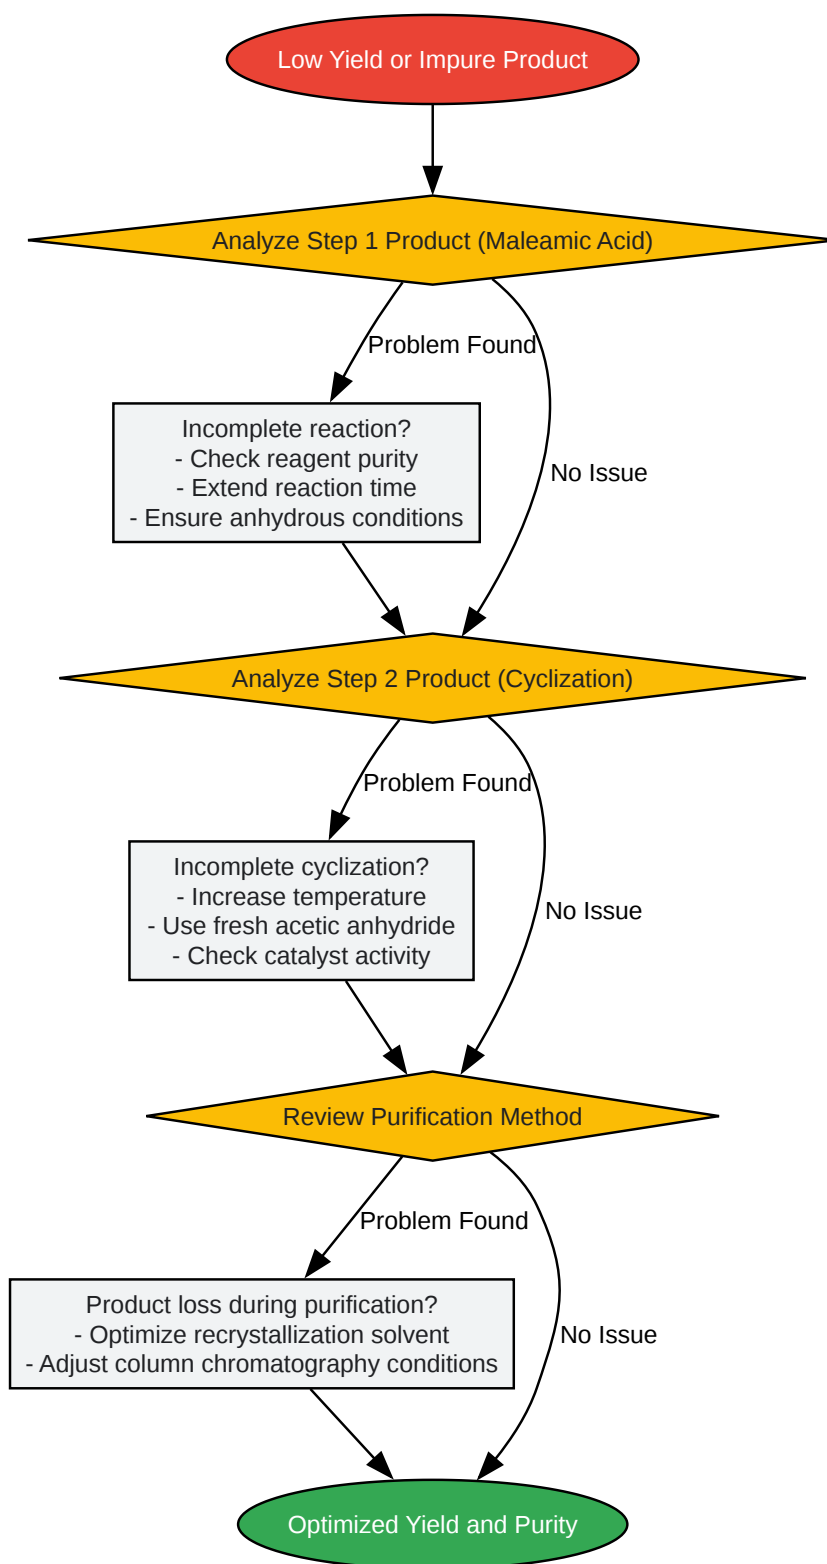 Low Yield or Impure Product
Analyze Step 1 Product (Maleamic Acid)
Problem Found
Incomplete reaction?
- Check reagent purity
- Extend reaction time
- Ensure anhydrous conditions
No Issue
Analyze Step 2 Product (Cyclization)
Problem Found
Incomplete cyclization?
- Increase temperature
- Use fresh acetic anhydride
- Check catalyst activity
No Issue
Review Purification Method
Problem Found
Product loss during purification?
- Optimize recrystallization solvent
- Adjust column chromatography conditions
No Issue
Optimized Yield and Purity